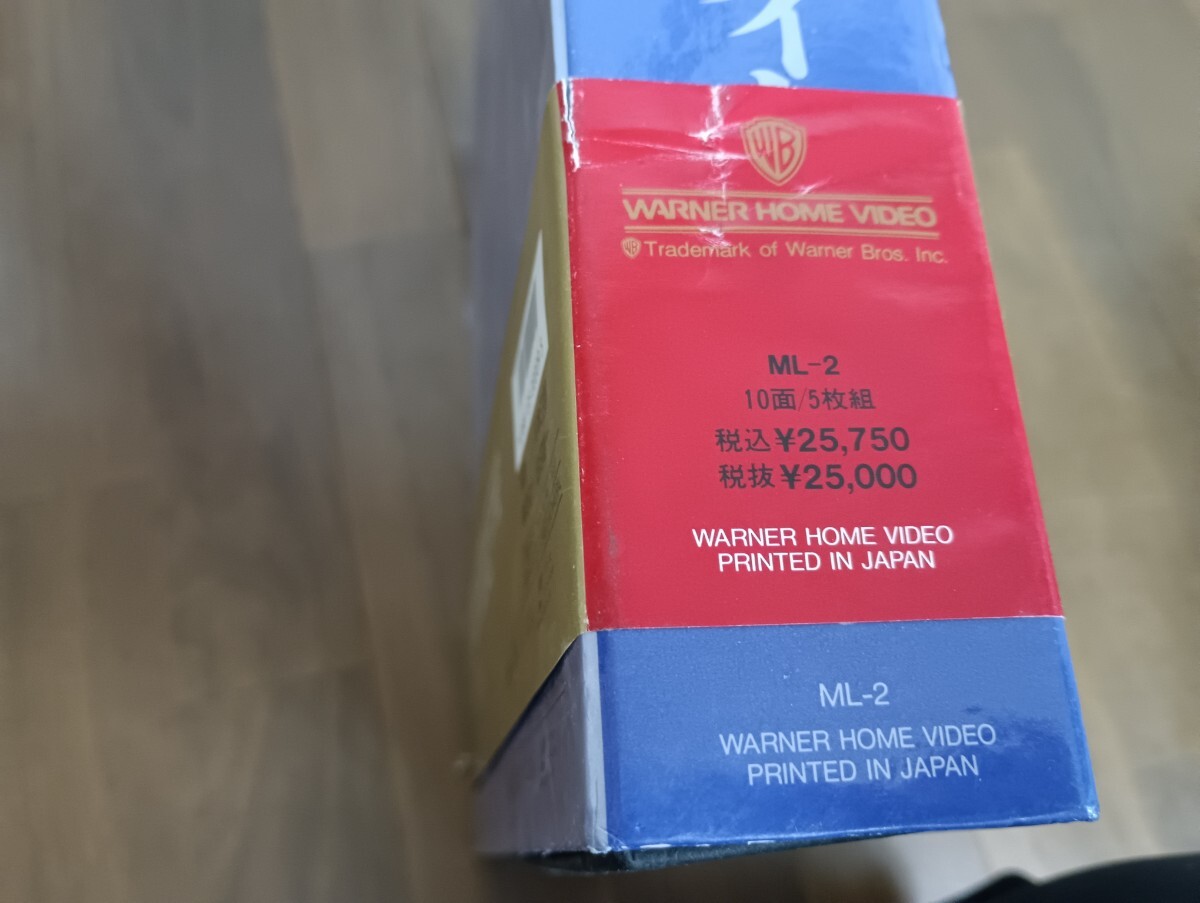 イ
WB
WARNER HOME VIDEO
WB Trademark of Warner Bros. Inc.
ML-2
10面/5枚組
税込¥25,750
税抜¥25,000
WARNER HOME VIDEO
PRINTED IN JAPAN
ML-2
WARNER HOME VIDEO
PRINTED IN JAPAN